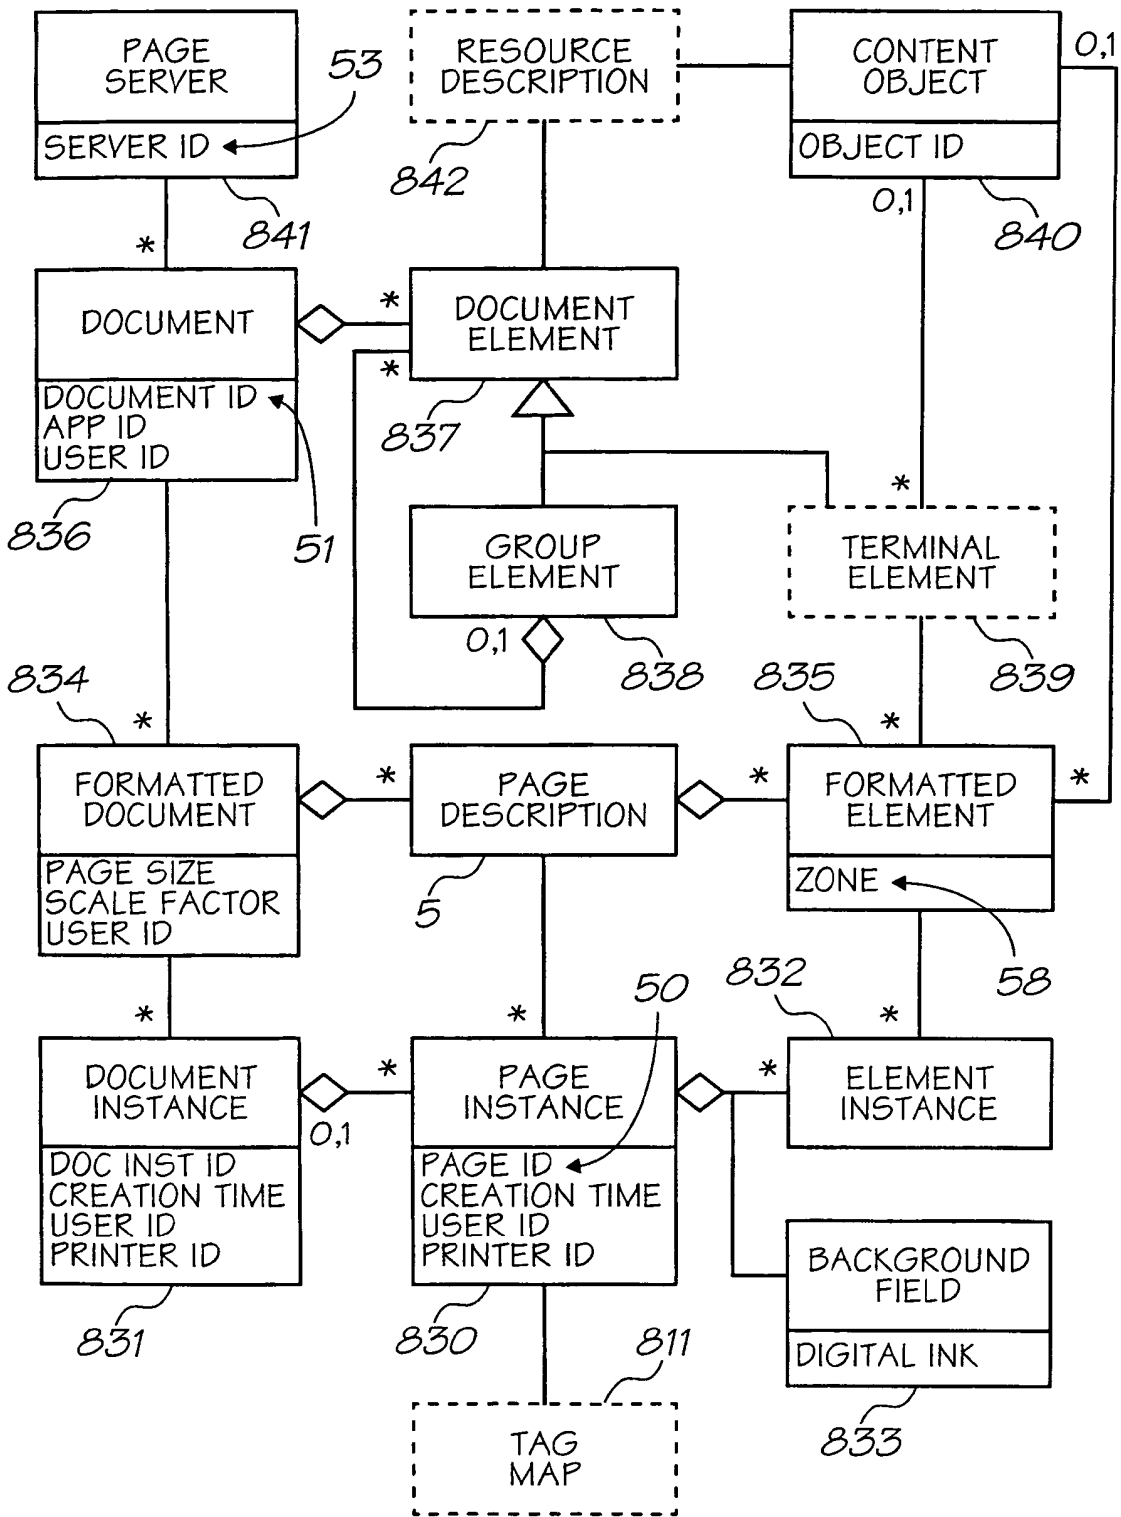 PAGE
SERVER
SERVER ID
53
841
*
RESOURCE
DESCRIPTION
842
CONTENT
OBJECT
OBJECT ID
0,1
0,1
840
DOCUMENT
DOCUMENT ID
APP ID
USER ID
836
51
*
*
DOCUMENT
ELEMENT
837
GROUP
ELEMENT
0,1
838
*
TERMINAL
ELEMENT
839
834
*
FORMATTED
DOCUMENT
PAGE SIZE
SCALE FACTOR
USER ID
*
PAGE
DESCRIPTION
5
*
835
*
*
FORMATTED
ELEMENT
ZONE
58
*
DOCUMENT
INSTANCE
0,1
DOC INST ID
CREATION TIME
USER ID
PRINTER ID
831
*
*
50
PAGE
INSTANCE
PAGE ID
CREATION TIME
USER ID
PRINTER ID
830
*
832
*
ELEMENT
INSTANCE
BACKGROUND
FIELD
DIGITAL INK
833
811
TAG
MAP